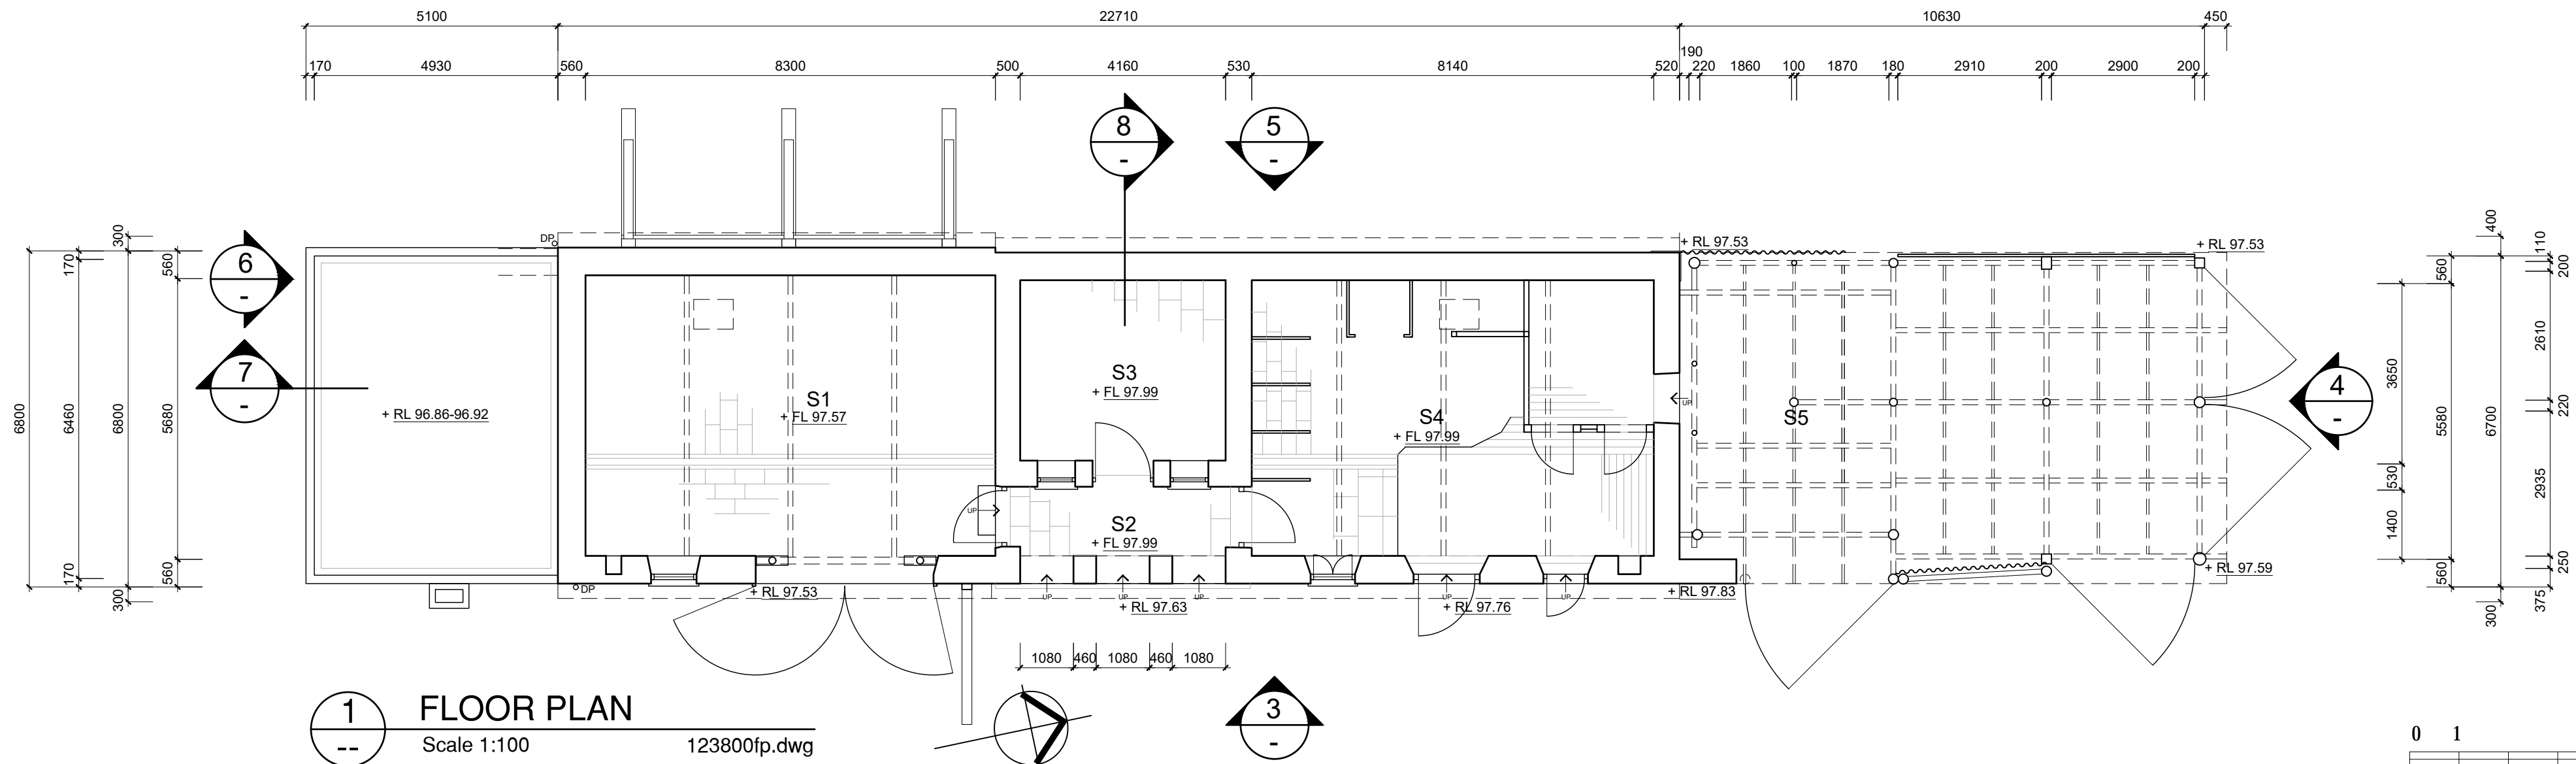 5100 22710 10630 450
190
170 4930 560 8300 500 4160 530 8140 520 220 1860 100 1870 180 2910 200 2900 200
8 5
- -
6
-
7
-
4
-
3
-
DP
DP
6800
170 6460 170
300 6800 300
560 5680 560
3650 530 1400
560 5580 560
400 6700 300
110 200 2610 220 2935 250 375
+ RL 97.53
+ RL 97.53
+ RL 96.86-96.92
S1
+ FL 97.57
S3
+ FL 97.99
S4
+ FL 97.99
S5
UP
UP
S2
+ FL 97.99
+ RL 97.53
UP UP UP
+ RL 97.63
UP UP
+ RL 97.76
+ RL 97.83
+ RL 97.59
1080 460 1080 460 1080
1
--
FLOOR PLAN
Scale 1:100 123800fp.dwg
0 1